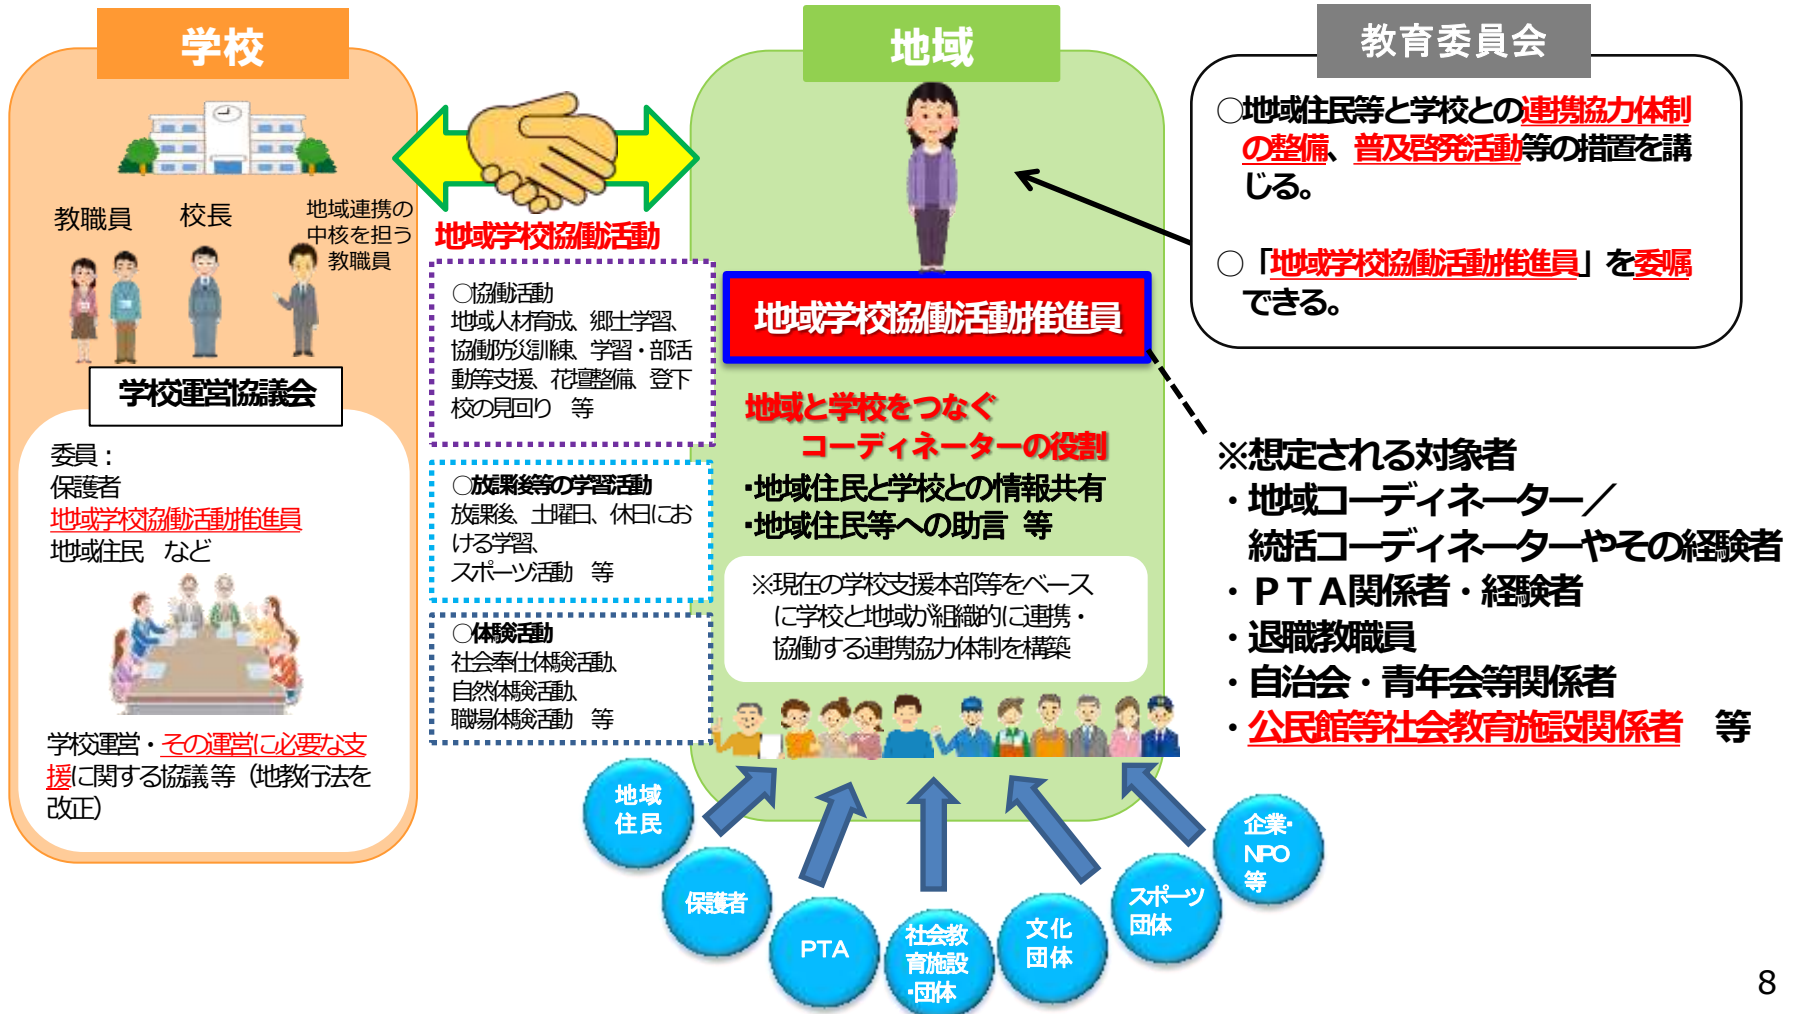 学校
教職員
校長
地域連携の
中核を担う
教職員
学校運営協議会
委員：
保護者
地域学校協働活動推進員
地域住民　など
学校運営・その運営に必要な支
援に関する協議等（地教行法を
改正）
地域学校協働活動
○協働活動
地域人材育成、郷土学習、
協働防災訓練、学習・部活
動等支援、花壇整備、登下
校の見回り　等
○放課後等の学習活動
放課後、土曜日、休日にお
ける学習、
スポーツ活動　等
○体験活動
社会奉仕体験活動、
自然体験活動、
職場体験活動　等
地域
地域学校協働活動推進員
地域と学校をつなぐ
コーディネーターの役割
・地域住民と学校との情報共有
・地域住民等への助言　等
※現在の学校支援本部等をベース
に学校と地域が組織的に連携・
協働する連携協力体制を構築
地域
住民
保護者
PTA
社会教
育施設
・団体
文化
団体
スポーツ
団体
企業・
NPO
等
教育委員会
○地域住民等と学校との連携協力体制
の整備、普及啓発活動等の措置を講
じる。
○「地域学校協働活動推進員」を委嘱
できる。
※想定される対象者
・地域コーディネーター／
統括コーディネーターやその経験者
・ＰＴＡ関係者・経験者
・退職教職員
・自治会・青年会等関係者
・公民館等社会教育施設関係者　等
8